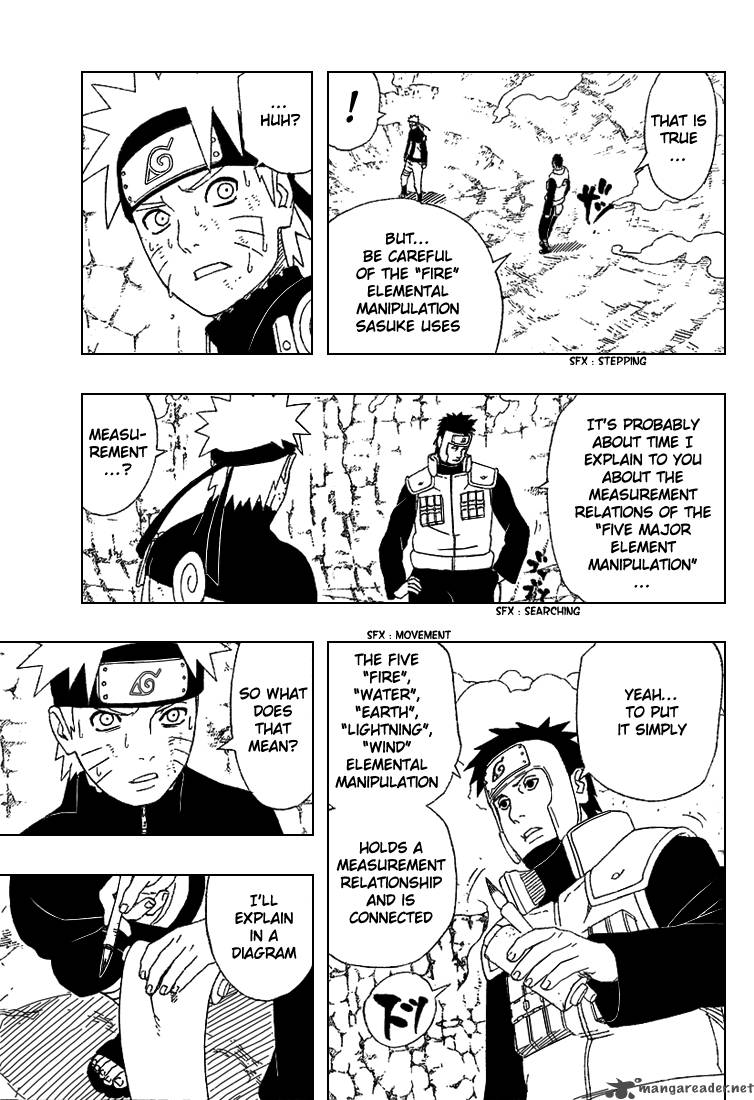 THAT IS
TRUE
...
!
BUT...
BE CAREFUL
OF THE "FIRE"
ELEMENTAL
MANIPULATION
SASUKE USES
SFX : STEPPING
...
HUH?
IT'S PROBABLY
ABOUT TIME I
EXPLAIN TO YOU
ABOUT THE
MEASUREMENT
RELATIONS OF THE
"FIVE MAJOR
ELEMENT
MANIPULATION"
...
MEASU-
REMENT
...?
SFX : SEARCHING
SFX : MOVEMENT
YEAH...
TO PUT
IT SIMPLY
THE FIVE
"FIRE",
"WATER",
"EARTH",
"LIGHTNING",
"WIND"
ELEMENTAL
MANIPULATION
HOLDS A
MEASUREMENT
RELATIONSHIP
AND IS
CONNECTED
SO WHAT
DOES
THAT
MEAN?
I'LL
EXPLAIN
IN A
DIAGRAM
mangareader.net